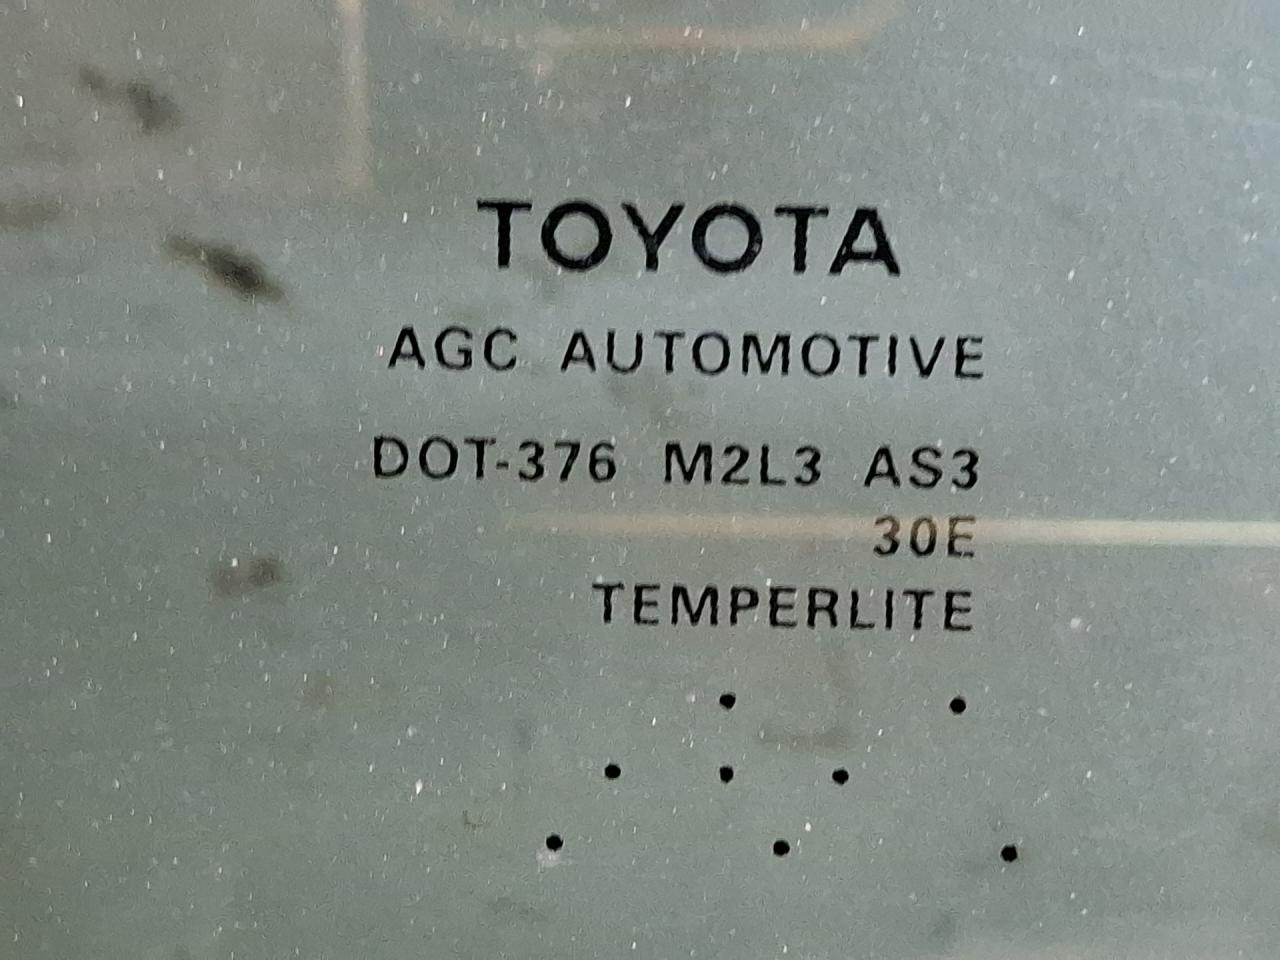 TOYOTA
AGC AUTOMOTIVE
DOT-376 M2L3 AS3
30E
TEMPERLITE